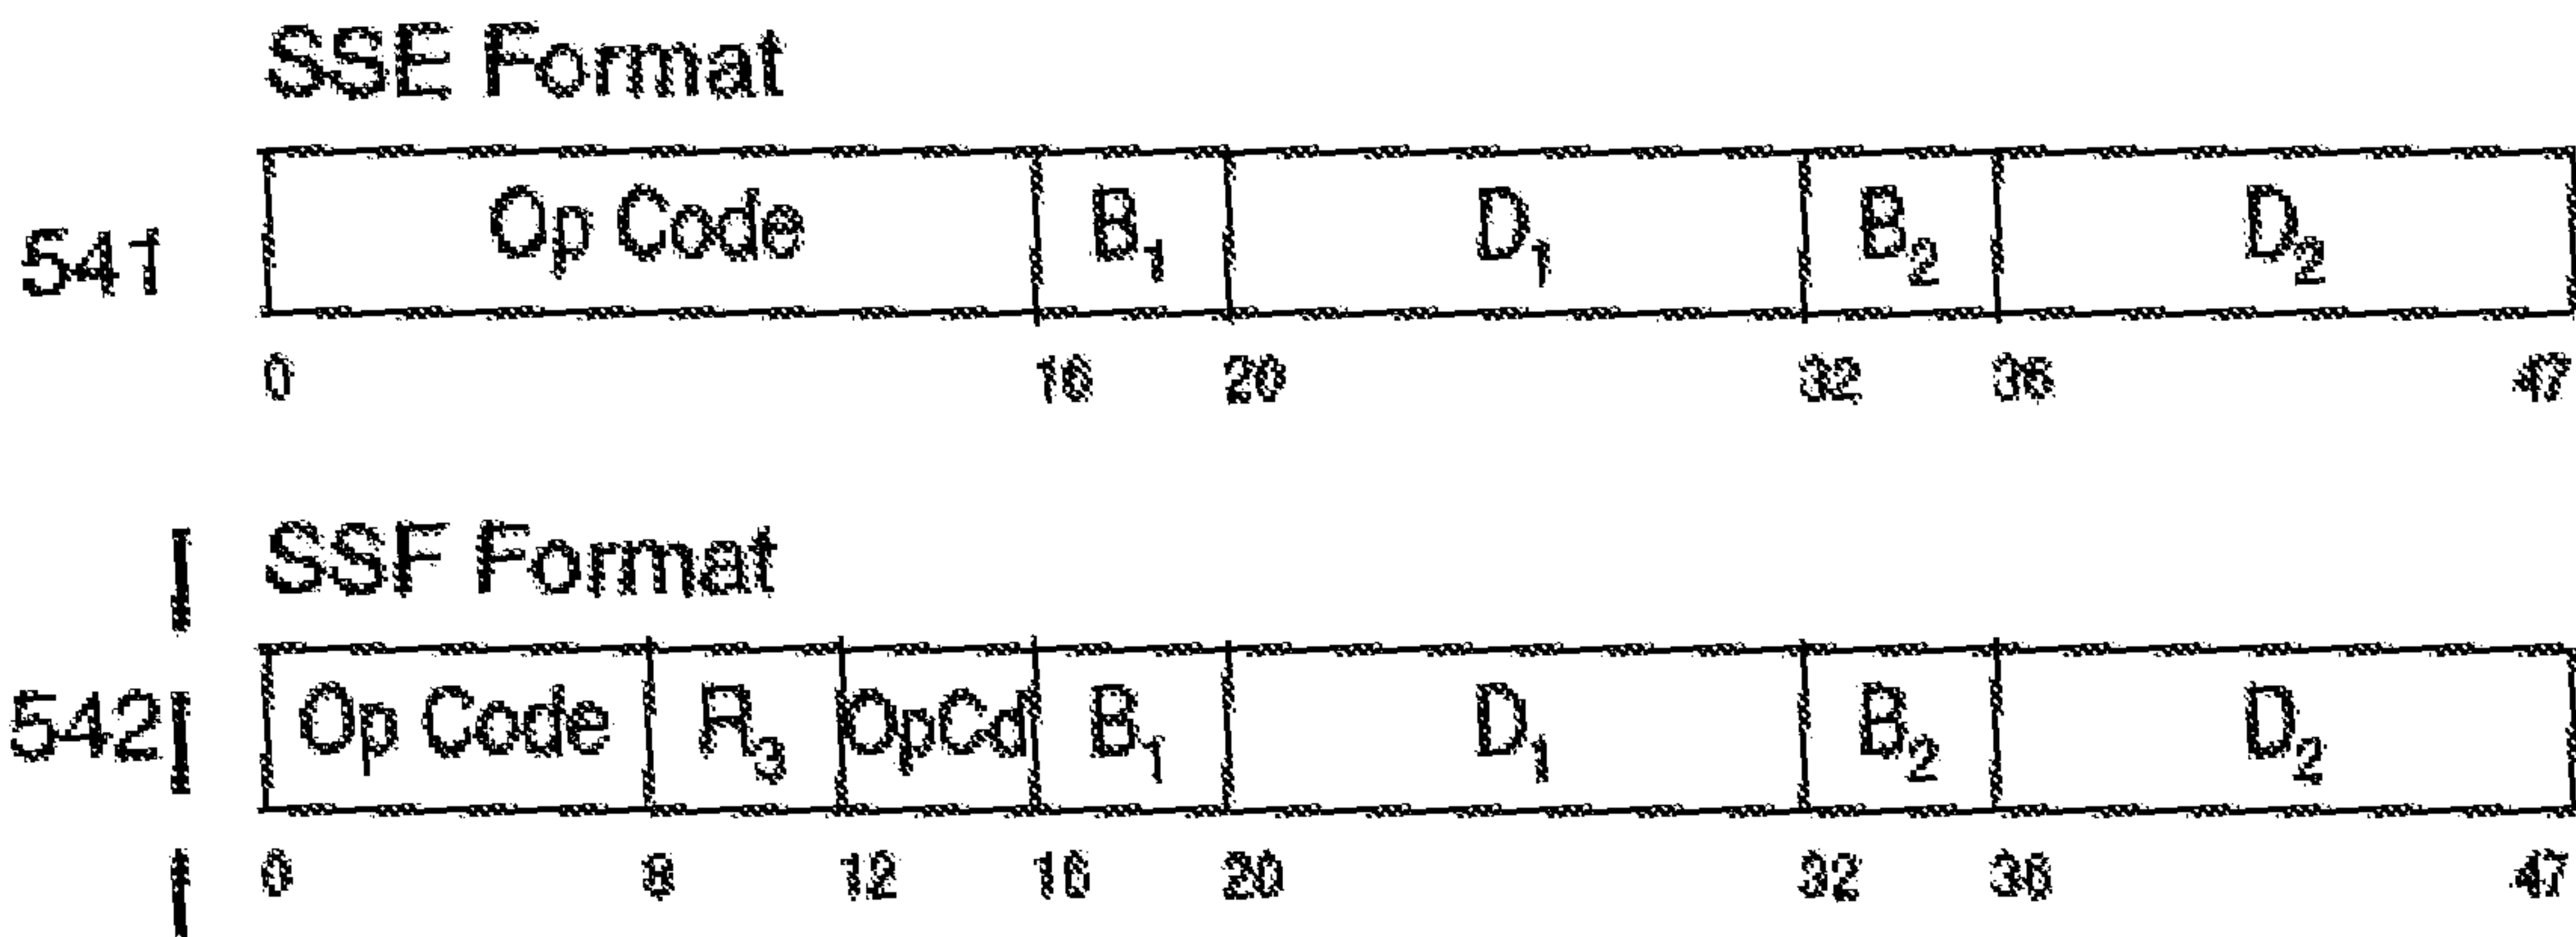 SSE Format
541 Op Code B₁ D₁ B₂ D₂
0 16 20 32 36 47
SSF Format
542 Op Code R₃ OpCd B₁ D₁ B₂ D₂
0 8 12 16 20 32 36 47